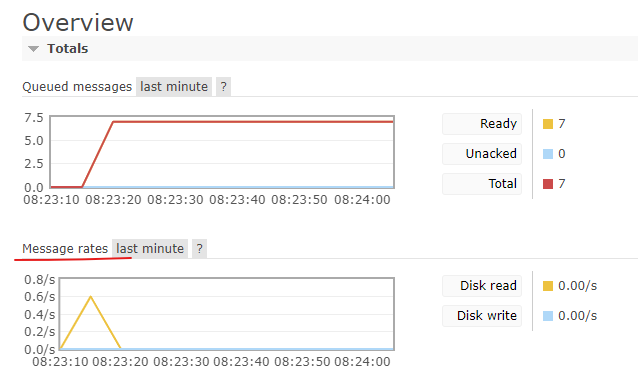 Overview
Totals
Queued messages last minute ?
7.5
5.0
2.5
0.0
08:23:10 08:23:20 08:23:30 08:23:40 08:23:50 08:24:00
Ready 7
Unacked 0
Total 7
Message rates last minute ?
0.8/s
0.6/s
0.4/s
0.2/s
0.0/s
08:23:10 08:23:20 08:23:30 08:23:40 08:23:50 08:24:00
Disk read 0.00/s
Disk write 0.00/s